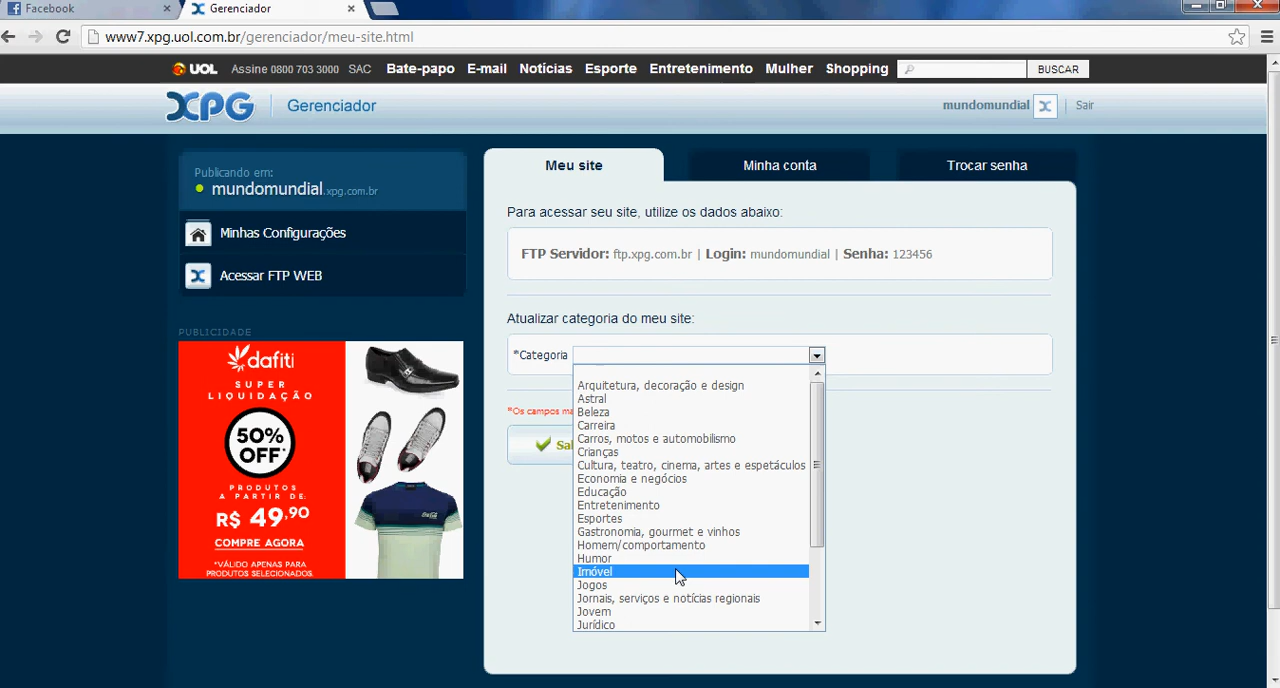 Facebook
Gerenciador
www7.xpg.uol.com.br/gerenciador/meu-site.html
UOL Assine 0800 703 3000 SAC Bate-papo E-mail Notícias Esporte Entretenimento Mulher Shopping BUSCAR
XPG Gerenciador mundomundial Sair
Publicando em:
mundomundial.xpg.com.br
Minhas Configurações
Acessar FTP WEB
PUBLICIDADE
dafiti
SUPER
LIQUIDAÇÃO
50%
OFF*
PRODUTOS
A PARTIR DE:
R$ 49,90
COMPRE AGORA
*VÁLIDO APENAS PARA
PRODUTOS SELECIONADOS.
Meu site Minha conta Trocar senha
Para acessar seu site, utilize os dados abaixo:
FTP Servidor: ftp.xpg.com.br | Login: mundomundial | Senha: 123456
Atualizar categoria do meu site:
*Categoria
Arquitetura, decoração e design
Astral
Beleza
Carreira
Carros, motos e automobilismo
Crianças
Cultura, teatro, cinema, artes e espetáculos
Economia e negócios
Educação
Entretenimento
Esportes
Gastronomia, gourmet e vinhos
Homem/comportamento
Humor
Imóvel
Jogos
Jornais, serviços e notícias regionais
Jovem
Jurídico
*Os campos ma
Sal